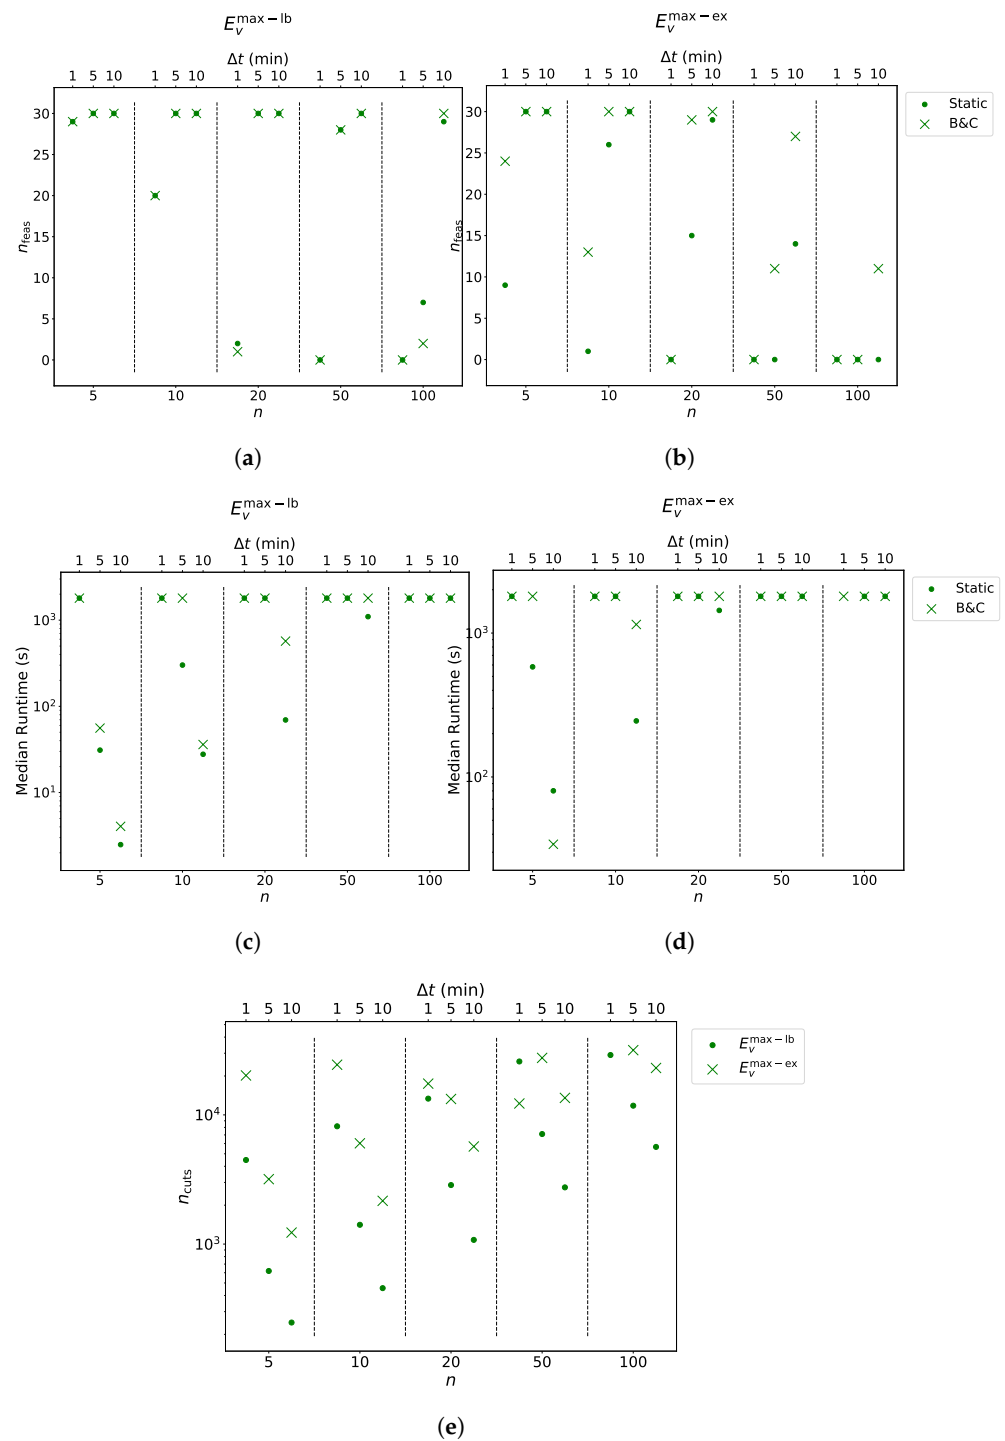 E_v^{max−lb}
Δt (min)
1 5 10 1 5 10 1 5 10 1 5 10 1 5 10
30
25
20
15
10
5
0
n_feas
5 10 20 50 100
n
(a)
E_v^{max−ex}
Δt (min)
1 5 10 1 5 10 1 5 10 1 5 10 1 5 10
30
25
20
15
10
5
0
n_feas
5 10 20 50 100
n
Static
B&C
(b)
E_v^{max−lb}
Δt (min)
1 5 10 1 5 10 1 5 10 1 5 10 1 5 10
10^3
10^2
10^1
Median Runtime (s)
5 10 20 50 100
n
(c)
E_v^{max−ex}
Δt (min)
1 5 10 1 5 10 1 5 10 1 5 10 1 5 10
10^3
10^2
Median Runtime (s)
5 10 20 50 100
n
Static
B&C
(d)
Δt (min)
1 5 10 1 5 10 1 5 10 1 5 10 1 5 10
10^4
10^3
n_cuts
5 10 20 50 100
n
E_v^{max−lb}
E_v^{max−ex}
(e)